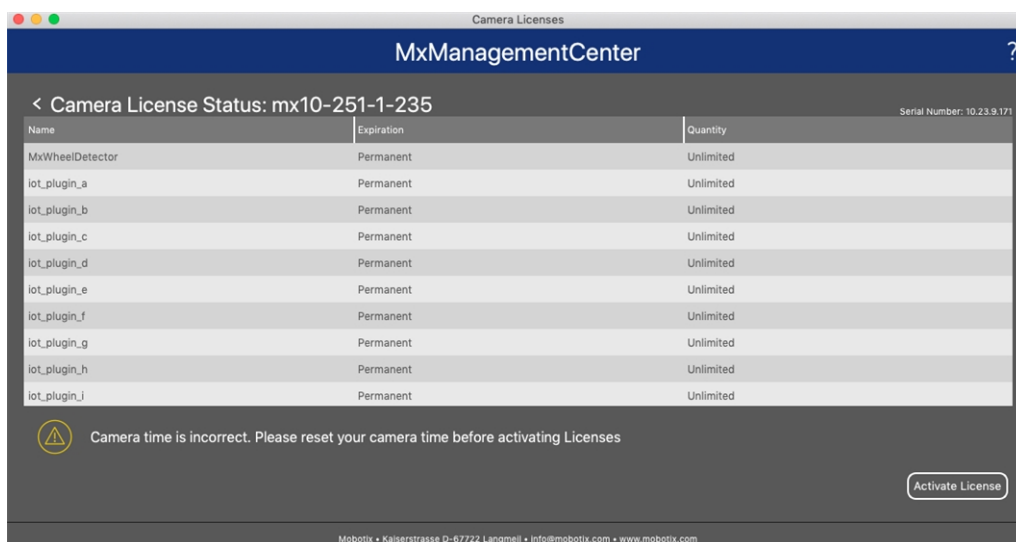 Camera Licenses
MxManagementCenter
?
< Camera License Status: mx10-251-1-235
Serial Number: 10.23.9.171
Name Expiration Quantity
MxWheelDetector Permanent Unlimited
iot_plugin_a Permanent Unlimited
iot_plugin_b Permanent Unlimited
iot_plugin_c Permanent Unlimited
iot_plugin_d Permanent Unlimited
iot_plugin_e Permanent Unlimited
iot_plugin_f Permanent Unlimited
iot_plugin_g Permanent Unlimited
iot_plugin_h Permanent Unlimited
iot_plugin_i Permanent Unlimited
Camera time is incorrect. Please reset your camera time before activating Licenses
Activate License
Mobotix • Kaiserstrasse D-67722 Langmeil • info@mobotix.com • www.mobotix.com